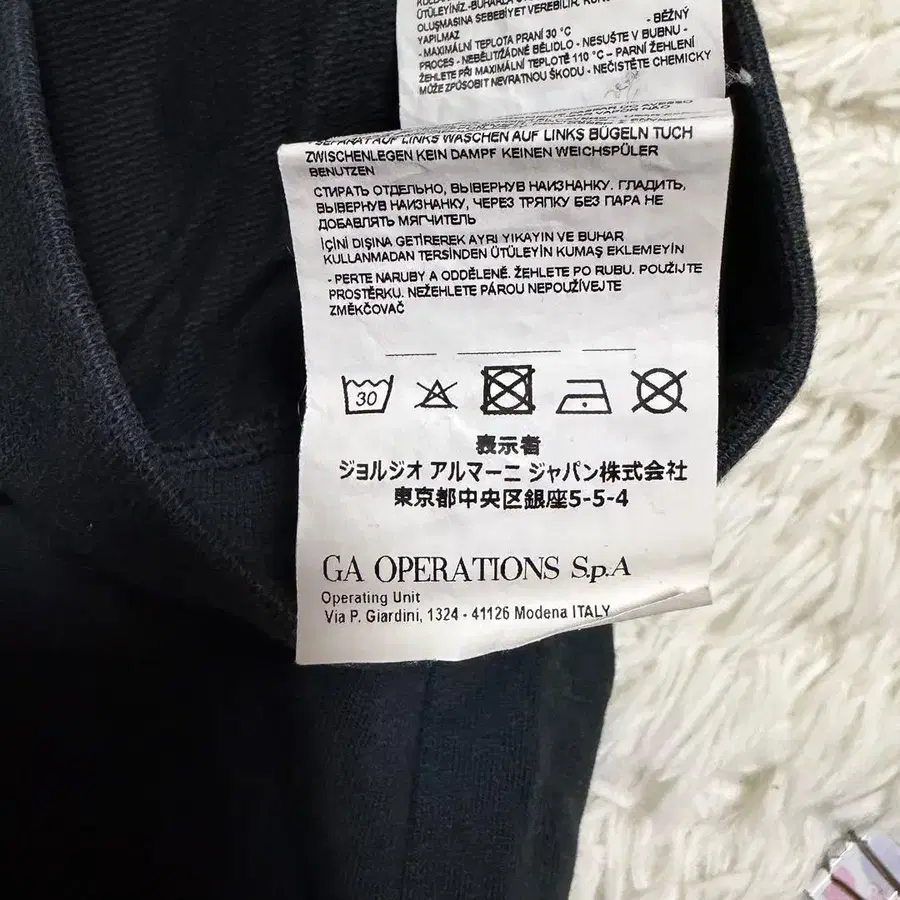 ÜTÜLEYİNİZ.-BUHARLA
OLUŞMASINA SEBEBİYET VEREBİLİR.
YAPILMAZ - BĚŽNÝ
- MAXIMÁLNÍ TEPLOTA PRANÍ 30 °C
PROCES - NEBĚLIT/ŽÁDNÉ BĚLIDLO - NESUŠTE V BUBNU -
ŽEHLETE PŘI MAXIMÁLNÍ TEPLOTĚ 110 °C – PARNÍ ŽEHLENÍ
MŮŽE ZPŮSOBIT NEVRATNOU ŠKODU - NEČISTĚTE CHEMICKY
AUF LINKS WASCHEN AUF LINKS BÜGELN TUCH
ZWISCHENLEGEN KEIN DAMPF KEINEN WEICHSPÜLER
BENUTZEN
СТИРАТЬ ОТДЕЛЬНО, ВЫВЕРНУВ НАИЗНАНКУ. ГЛАДИТЬ,
ВЫВЕРНУВ НАИЗНАНКУ, ЧЕРЕЗ ТРЯПКУ БЕЗ ПАРА НЕ
ДОБАВЛЯТЬ МЯГЧИТЕЛЬ
İÇİNİ DIŞINA GETİREREK AYRI YIKAYIN VE BUHAR
KULLANMADAN TERSİNDEN ÜTÜLEYİN KUMAŞ EKLEMEYİN
- PERTE NARUBY A ODDĚLENĚ. ŽEHLETE PO RUBU. POUŽIJTE
PROSTĚRKU. NEŽEHLETE PÁROU NEPOUŽÍVEJTE
ZMĚKČOVAČ
30
表示者
ジョルジオ アルマーニ ジャパン株式会社
東京都中央区銀座5-5-4
GA OPERATIONS S.p.A
Operating Unit
Via P. Giardini, 1324 - 41126 Modena ITALY